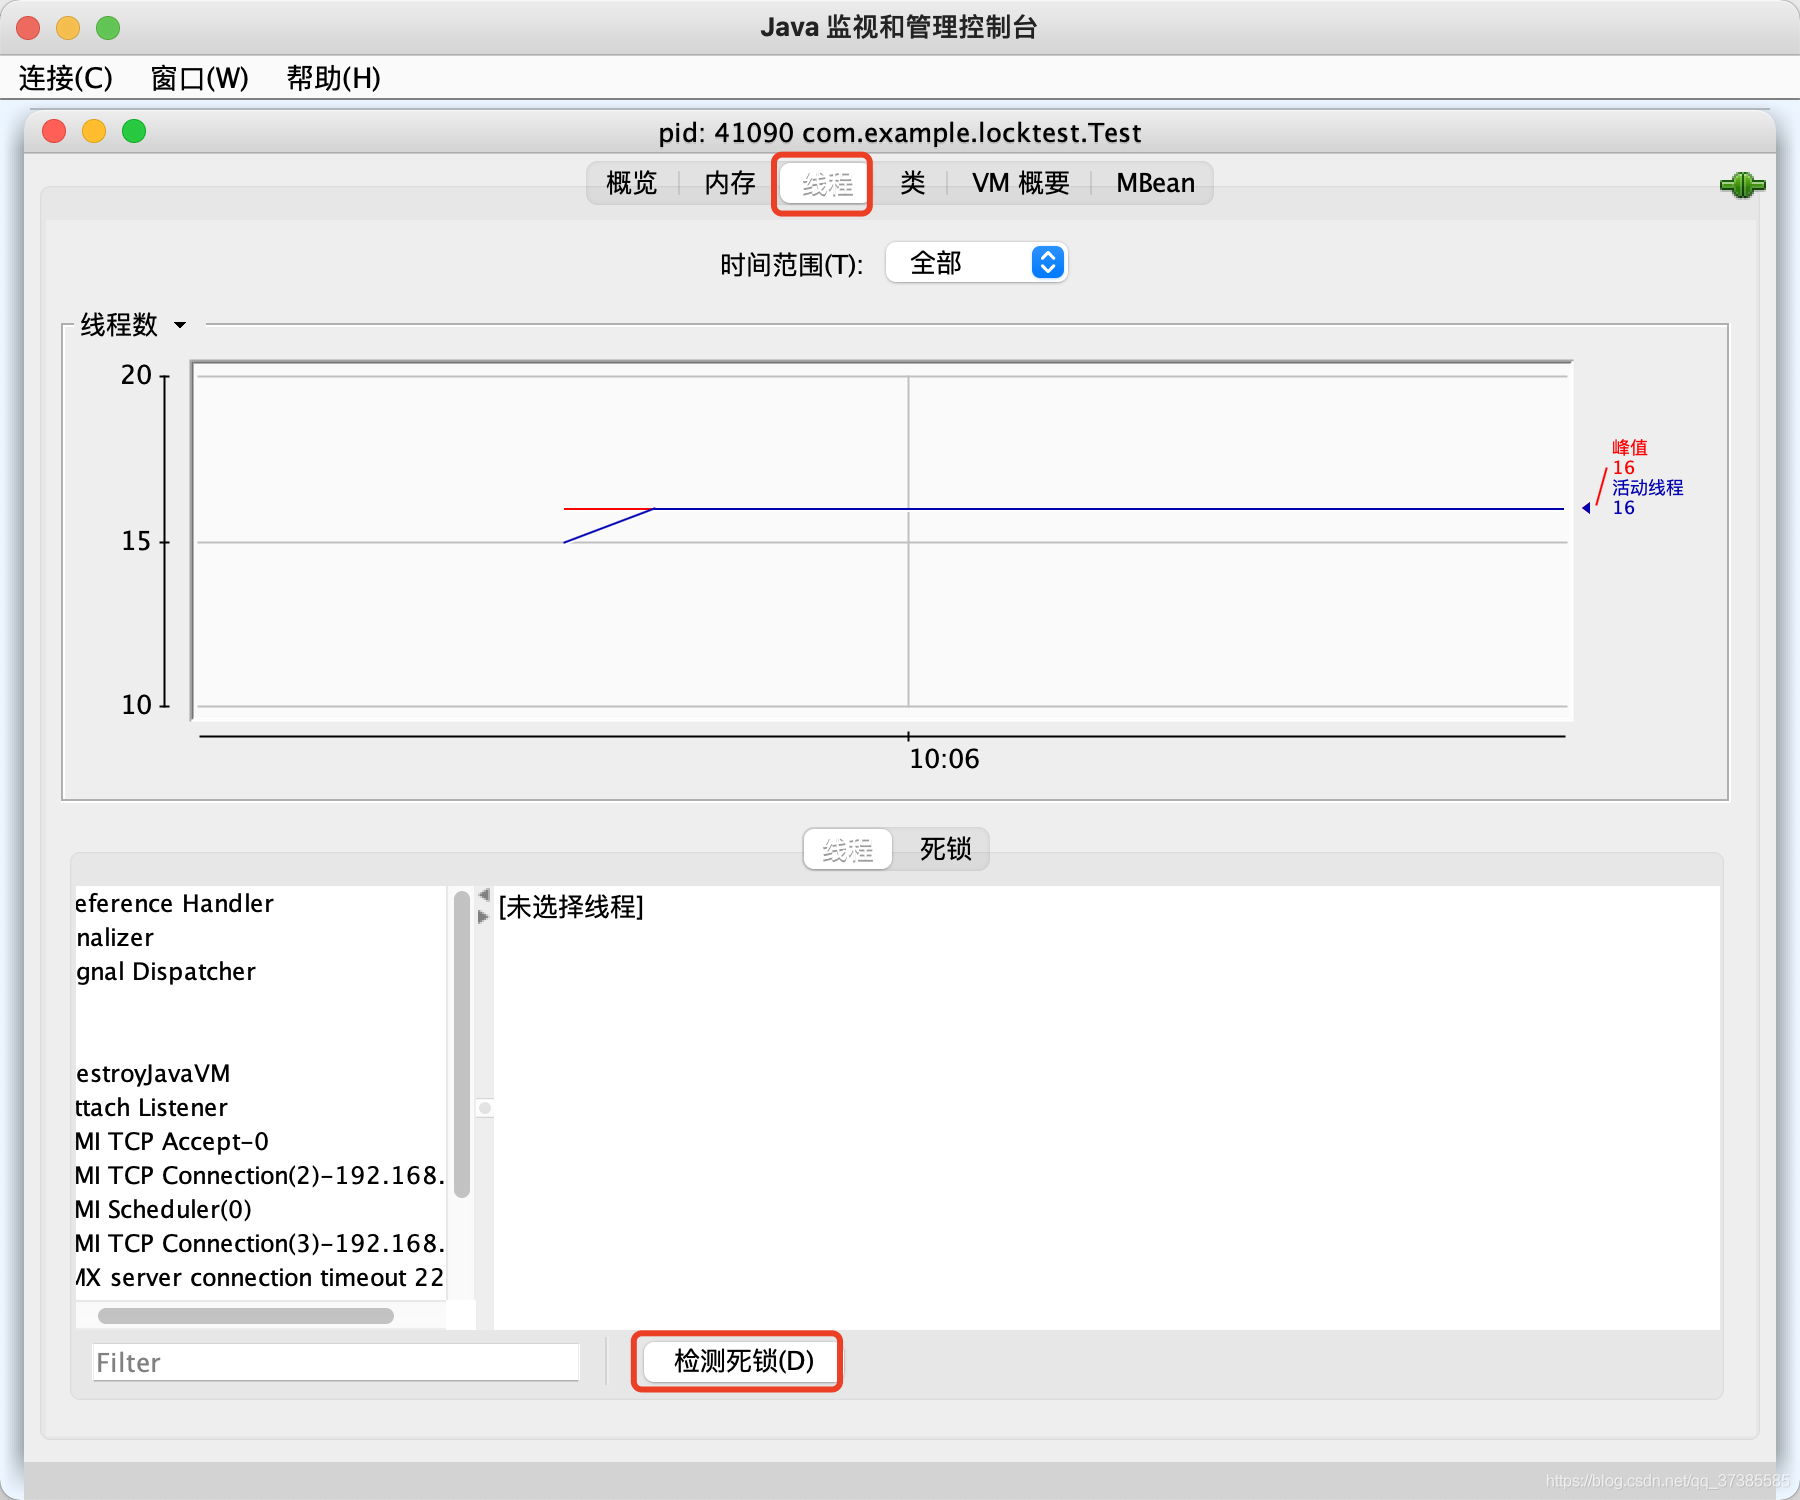 Java 监视和管理控制台
连接(C) 窗口(W) 帮助(H)
pid: 41090 com.example.locktest.Test
概览 内存 线程 类 VM 概要 MBean
时间范围(T): 全部
线程数
20
15
10
峰值
16
活动线程
16
10:06
线程 死锁
eference Handler
nalizer
gnal Dispatcher
estroyJavaVM
ttach Listener
MI TCP Accept-0
MI TCP Connection(2)-192.168.
MI Scheduler(0)
MI TCP Connection(3)-192.168.
MX server connection timeout 22
[未选择线程]
Filter
检测死锁(D)
https://blog.csdn.net/qq_37385585